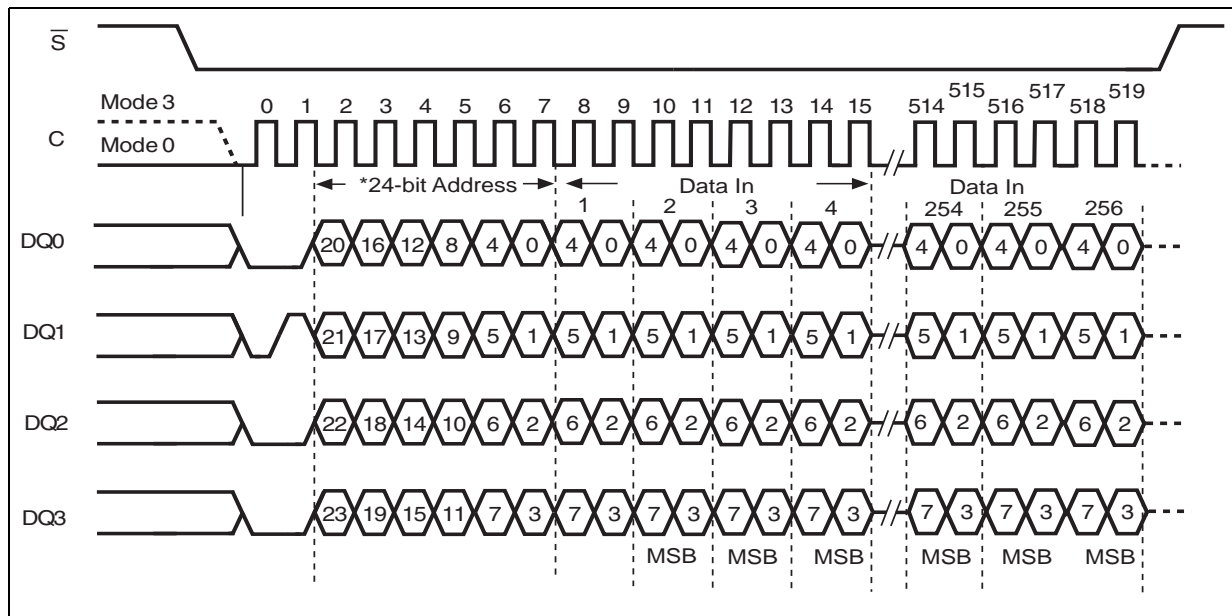 S
Mode 3
C
Mode 0
0 1 2 3 4 5 6 7 8 9 10 11 12 13 14 15 514 515 516 517 518 519
*24-bit Address Data In Data In
1 2 3 4 254 255 256
DQ0 20 16 12 8 4 0 4 0 4 0 4 0 4 0 4 0 4 0 4 0
DQ1 21 17 13 9 5 1 5 1 5 1 5 1 5 1 5 1 5 1 5 1
DQ2 22 18 14 10 6 2 6 2 6 2 6 2 6 2 6 2 6 2 6 2
DQ3 23 19 15 11 7 3 7 3 7 3 7 3 7 3 7 3 7 3 7 3
MSB MSB MSB MSB MSB MSB